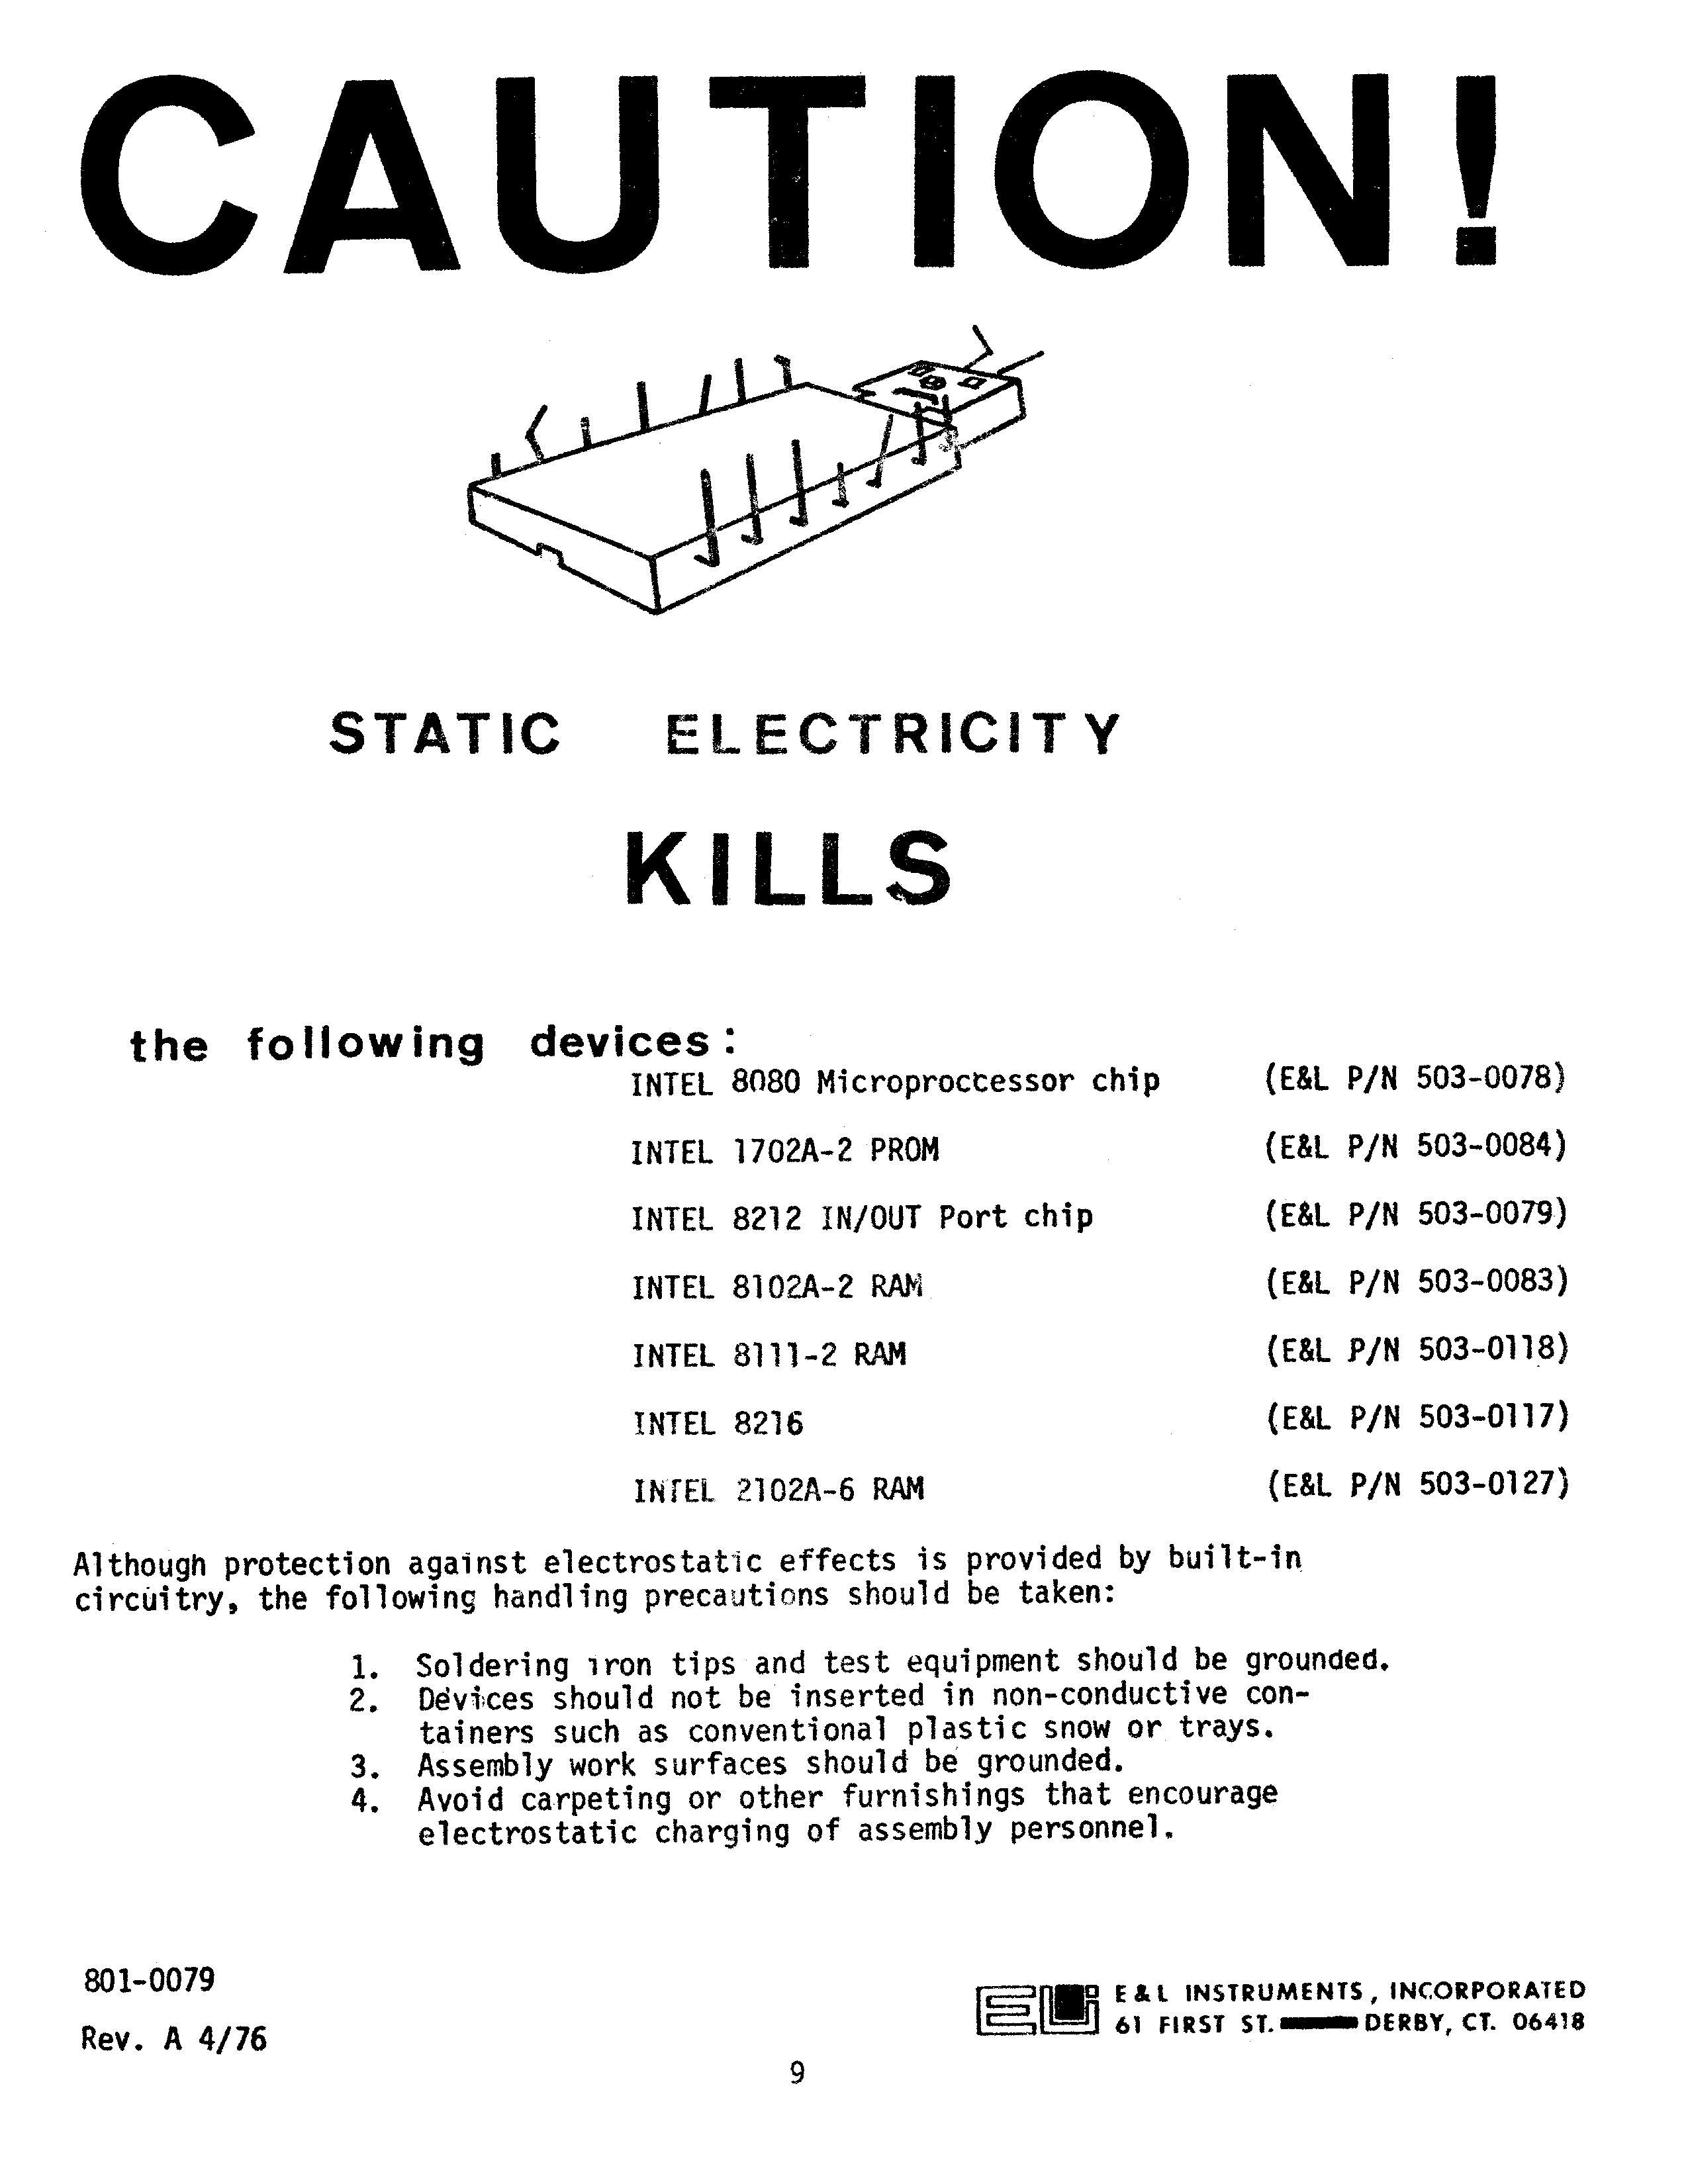 CAUTION!
STATIC ELECTRICITY
KILLS
the following devices:
INTEL 8080 Microprocessor chip (E&L P/N 503-0078)
INTEL 1702A-2 PROM (E&L P/N 503-0084)
INTEL 8212 IN/OUT Port chip (E&L P/N 503-0079)
INTEL 8102A-2 RAM (E&L P/N 503-0083)
INTEL 8111-2 RAM (E&L P/N 503-0118)
INTEL 8216 (E&L P/N 503-0117)
INTEL 2102A-6 RAM (E&L P/N 503-0127)
Although protection against electrostatic effects is provided by built-in
circuitry, the following handling precautions should be taken:
1. Soldering iron tips and test equipment should be grounded.
2. Devices should not be inserted in non-conductive con-
tainers such as conventional plastic snow or trays.
3. Assembly work surfaces should be grounded.
4. Avoid carpeting or other furnishings that encourage
electrostatic charging of assembly personnel.
801-0079
Rev. A 4/76
E&L INSTRUMENTS, INCORPORATED
61 FIRST ST. DERBY, CT. 06418
9